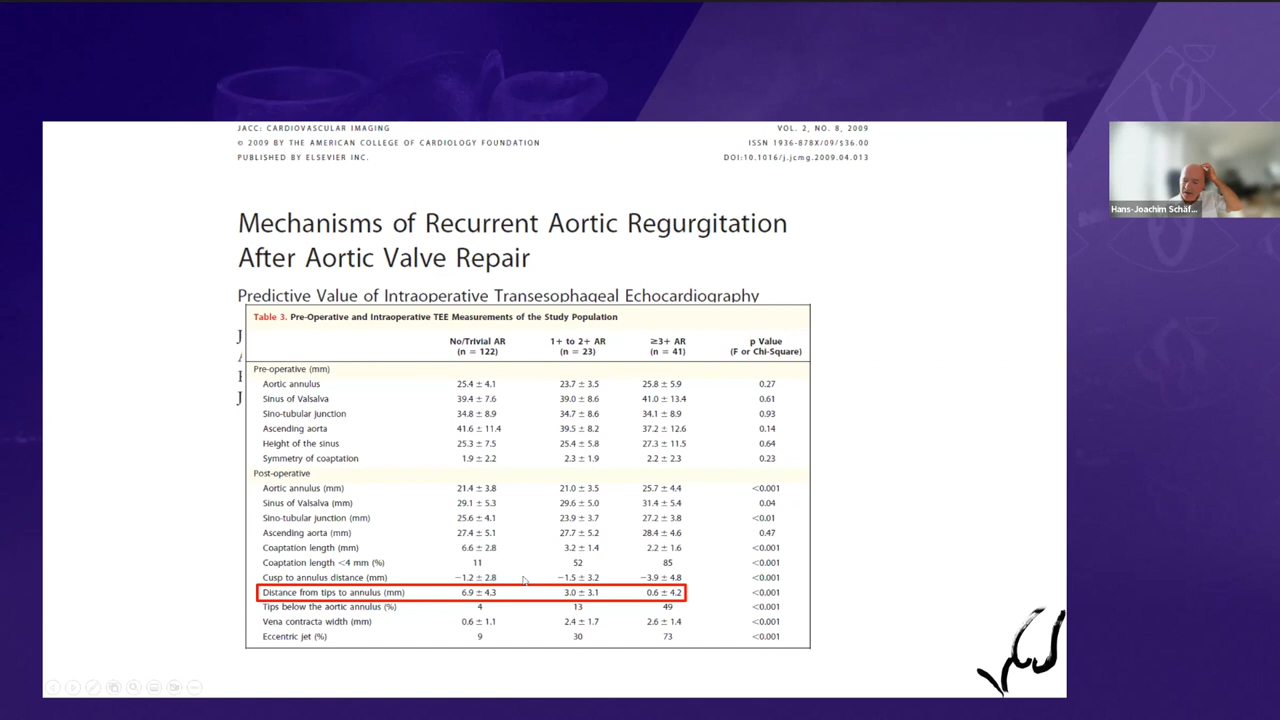 JACC: CARDIOVASCULAR IMAGING VOL. 2, NO. 8, 2009
© 2009 BY THE AMERICAN COLLEGE OF CARDIOLOGY FOUNDATION ISSN 1936-878X/09/$36.00
PUBLISHED BY ELSEVIER INC. DOI:10.1016/j.jcmg.2009.04.013
Mechanisms of Recurrent Aortic Regurgitation
After Aortic Valve Repair
Predictive Value of Intraoperative Transesophageal Echocardiography
Table 3. Pre-Operative and Intraoperative TEE Measurements of the Study Population
No/Trivial AR 1+ to 2+ AR ≥3+ AR p Value
(n = 122) (n = 23) (n = 41) (F or Chi-Square)
Pre-operative (mm)
Aortic annulus 25.4 ± 4.1 23.7 ± 3.5 25.8 ± 5.9 0.27
Sinus of Valsalva 39.4 ± 7.6 39.0 ± 8.6 41.0 ± 13.4 0.61
Sino-tubular junction 34.8 ± 8.9 34.7 ± 8.6 34.1 ± 8.9 0.93
Ascending aorta 41.6 ± 11.4 39.5 ± 8.2 37.2 ± 12.6 0.14
Height of the sinus 25.3 ± 7.5 25.4 ± 5.8 27.3 ± 11.5 0.64
Symmetry of coaptation 1.9 ± 2.2 2.3 ± 1.9 2.2 ± 2.3 0.23
Post-operative
Aortic annulus (mm) 21.4 ± 3.8 21.0 ± 3.5 25.7 ± 4.4 <0.001
Sinus of Valsalva (mm) 29.1 ± 5.3 29.6 ± 5.0 31.4 ± 5.4 0.04
Sino-tubular junction (mm) 25.6 ± 4.1 23.9 ± 3.7 27.2 ± 3.8 <0.01
Ascending aorta (mm) 27.4 ± 5.1 27.7 ± 5.2 28.4 ± 4.6 0.47
Coaptation length (mm) 6.6 ± 2.8 3.2 ± 1.4 2.2 ± 1.6 <0.001
Coaptation length <4 mm (%) 11 52 85 <0.001
Cusp to annulus distance (mm) −1.2 ± 2.8 −1.5 ± 3.2 −3.9 ± 4.8 <0.001
Distance from tips to annulus (mm) 6.9 ± 4.3 3.0 ± 3.1 0.6 ± 4.2 <0.001
Tips below the aortic annulus (%) 4 13 49 <0.001
Vena contracta width (mm) 0.6 ± 1.1 2.4 ± 1.7 2.6 ± 1.4 <0.001
Eccentric jet (%) 9 30 73 <0.001
Hans-Joachim Schäf...